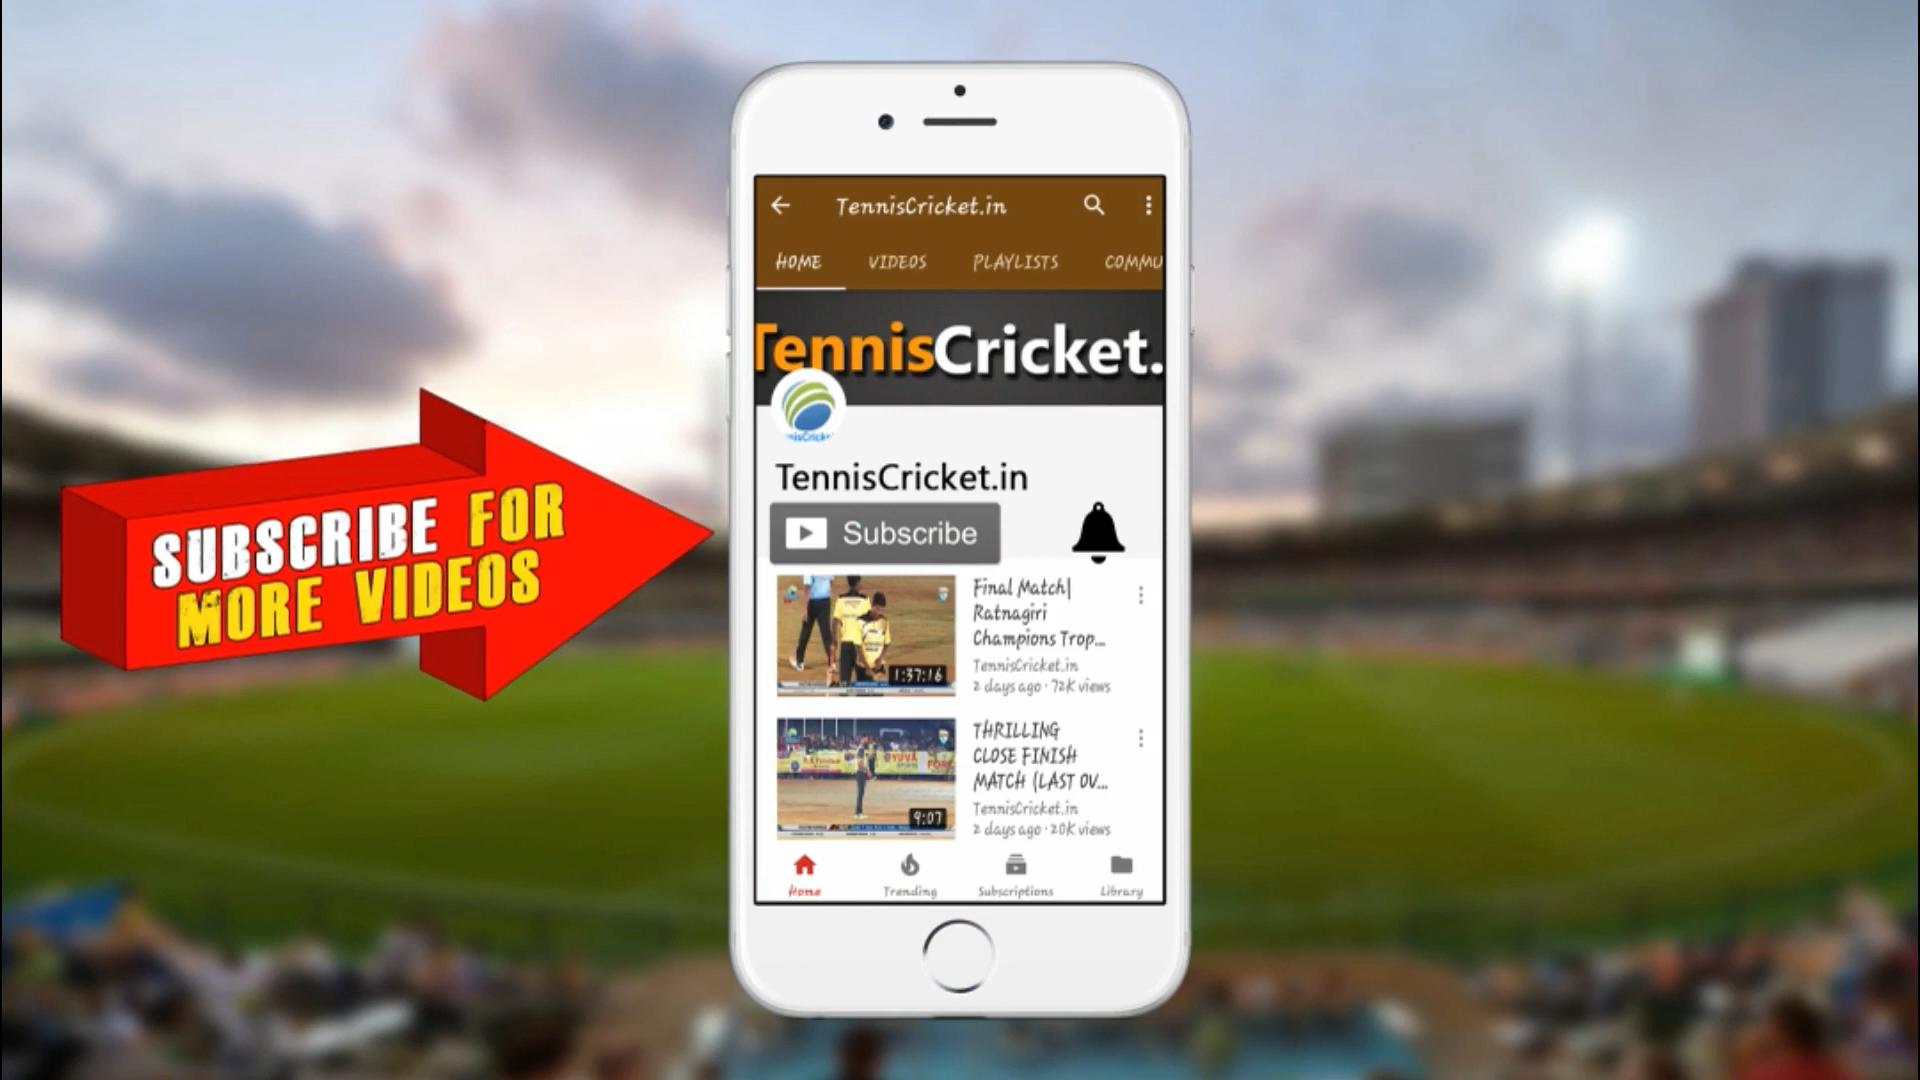 TennisCricket.in
HOME VIDEOS PLAYLISTS COMMU
TennisCricket.
TennisCricket.in
Subscribe
SUBSCRIBE FOR
MORE VIDEOS
Final Match|
Ratnagiri
Champions Trop...
TennisCricket.in
2 days ago · 72K views
1:37:16
THRILLING
CLOSE FINISH
MATCH (LAST OV...
TennisCricket.in
2 days ago · 20K views
9:07
Home Trending Subscriptions Library